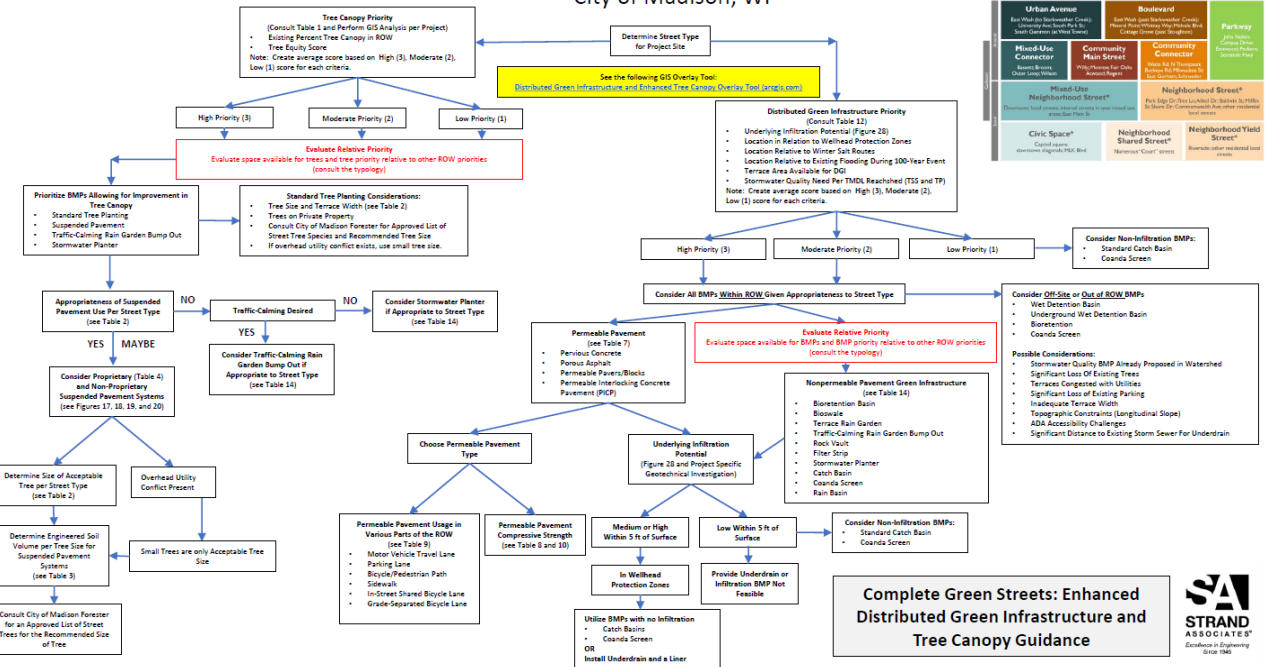 City of Madison, WI
Tree Canopy Priority
(Consult Table 1 and Perform GIS Analysis per Project)
• Existing Percent Tree Canopy in ROW
• Tree Equity Score
Note: Create average score based on High (3), Moderate (2),
Low (1) score for each criteria.
Determine Street Type
for Project Site
See the following GIS Overlay Tool:
Distributed Green Infrastructure and Enhanced Tree Canopy Overlay Tool (arcgis.com)
High Priority (3)
Moderate Priority (2)
Low Priority (1)
Evaluate Relative Priority
Evaluate space available for trees and tree priority relative to other ROW priorities
(consult the typology)
Prioritize BMPs Allowing for Improvement in
Tree Canopy
• Standard Tree Planting
• Suspended Pavement
• Traffic-Calming Rain Garden Bump Out
• Stormwater Planter
Standard Tree Planting Considerations:
• Tree Size and Terrace Width (see Table 2)
• Trees on Private Property
• Consult City of Madison Forester for Approved List of
Street Tree Species and Recommended Tree Size
• If overhead utility conflict exists, use small tree size.
Appropriateness of Suspended
Pavement Use Per Street Type
(see Table 2)
NO
Traffic-Calming Desired
NO
Consider Stormwater Planter
if Appropriate to Street Type
(see Table 14)
YES
MAYBE
YES
Consider Traffic-Calming Rain
Garden Bump Out if
Appropriate to Street Type
(see Table 14)
Consider Proprietary (Table 4)
and Non-Proprietary
Suspended Pavement Systems
(see Figures 17, 18, 19, and 20)
Determine Size of Acceptable
Tree per Street Type
(see Table 2)
Overhead Utility
Conflict Present
Determine Engineered Soil
Volume per Tree Size for
Suspended Pavement
Systems
(see Table 3)
Small Trees are only Acceptable Tree
Size
Consult City of Madison Forester
for an Approved List of Street
Trees for the Recommended Size
of Tree
Distributed Green Infrastructure Priority
(Consult Table 12)
• Underlying Infiltration Potential (Figure 28)
• Location in Relation to Wellhead Protection Zones
• Location Relative to Winter Salt Routes
• Location Relative to Existing Flooding During 100-Year Event
• Terrace Area Available for DGI
• Stormwater Quality Need Per TMDL Reachshed (TSS and TP)
Note: Create average score based on High (3), Moderate (2),
Low (1) score for each criteria.
High Priority (3)
Moderate Priority (2)
Low Priority (1)
Consider Non-Infiltration BMPs:
• Standard Catch Basin
• Coanda Screen
Consider All BMPs Within ROW Given Appropriateness to Street Type
Consider Off-Site or Out of ROW BMPs
• Wet Detention Basin
• Underground Wet Detention Basin
• Bioretention
• Coanda Screen
Possible Considerations:
• Stormwater Quality BMP Already Proposed in Watershed
• Significant Loss Of Existing Trees
• Terraces Congested with Utilities
• Significant Loss of Existing Parking
• Inadequate Terrace Width
• Topographic Constraints (Longitudinal Slope)
• ADA Accessibility Challenges
• Significant Distance to Existing Storm Sewer For Underdrain
Permeable Pavement
(see Table 7)
• Pervious Concrete
• Porous Asphalt
• Permeable Pavers/Blocks
• Permeable Interlocking Concrete
Pavement (PICP)
Evaluate Relative Priority
Evaluate space available for BMPs and BMP priority relative to other ROW priorities
(consult the typology)
Nonpermeable Pavement Green Infrastructure
(see Table 14)
• Bioretention Basin
• Bioswale
• Terrace Rain Garden
• Traffic-Calming Rain Garden Bump Out
• Rock Vault
• Filter Strip
• Stormwater Planter
• Catch Basin
• Coanda Screen
• Rain Basin
Choose Permeable Pavement
Type
Underlying Infiltration
Potential
(Figure 28 and Project Specific
Geotechnical Investigation)
Permeable Pavement Usage in
Various Parts of the ROW
(see Table 9)
• Motor Vehicle Travel Lane
• Parking Lane
• Bicycle/Pedestrian Path
• Sidewalk
• In-Street Shared Bicycle Lane
• Grade-Separated Bicycle Lane
Permeable Pavement
Compressive Strength
(see Table 8 and 10)
Medium or High
Within 5 ft of Surface
Low Within 5 ft of
Surface
Consider Non-Infiltration BMPs:
• Standard Catch Basin
• Coanda Screen
In Wellhead
Protection Zones
Provide Underdrain or
Infiltration BMP Not
Feasible
Utilize BMPs with no Infiltration
• Catch Basins
• Coanda Screen
OR
Install Underdrain and a Liner
Urban Avenue
Boulevard
Parkway
Mixed-Use
Connector
Community
Main Street
Community
Connector
Mixed-Use
Neighborhood Street*
Neighborhood Street*
Civic Space*
Neighborhood
Shared Street*
Neighborhood Yield
Street*
Complete Green Streets: Enhanced
Distributed Green Infrastructure and
Tree Canopy Guidance
SA
STRAND
ASSOCIATES®
Excellence in Engineering
Since 1946